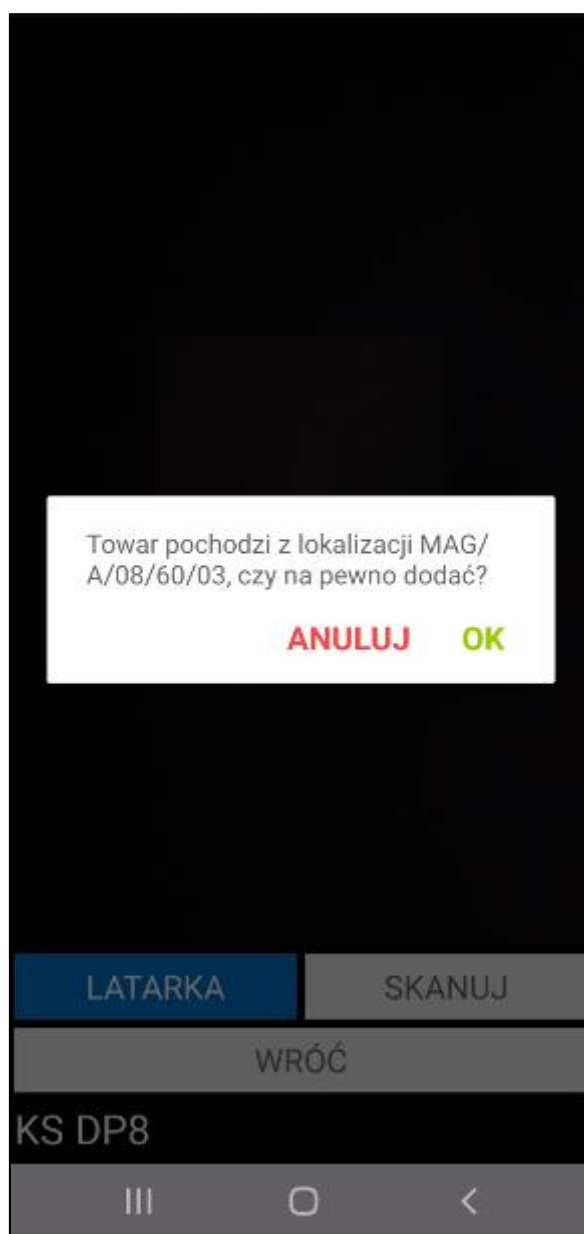 Towar pochodzi z lokalizacji MAG/
A/08/60/03, czy na pewno dodać?
ANULUJ OK
LATARKA SKANUJ
WRÓĆ
KS DP8